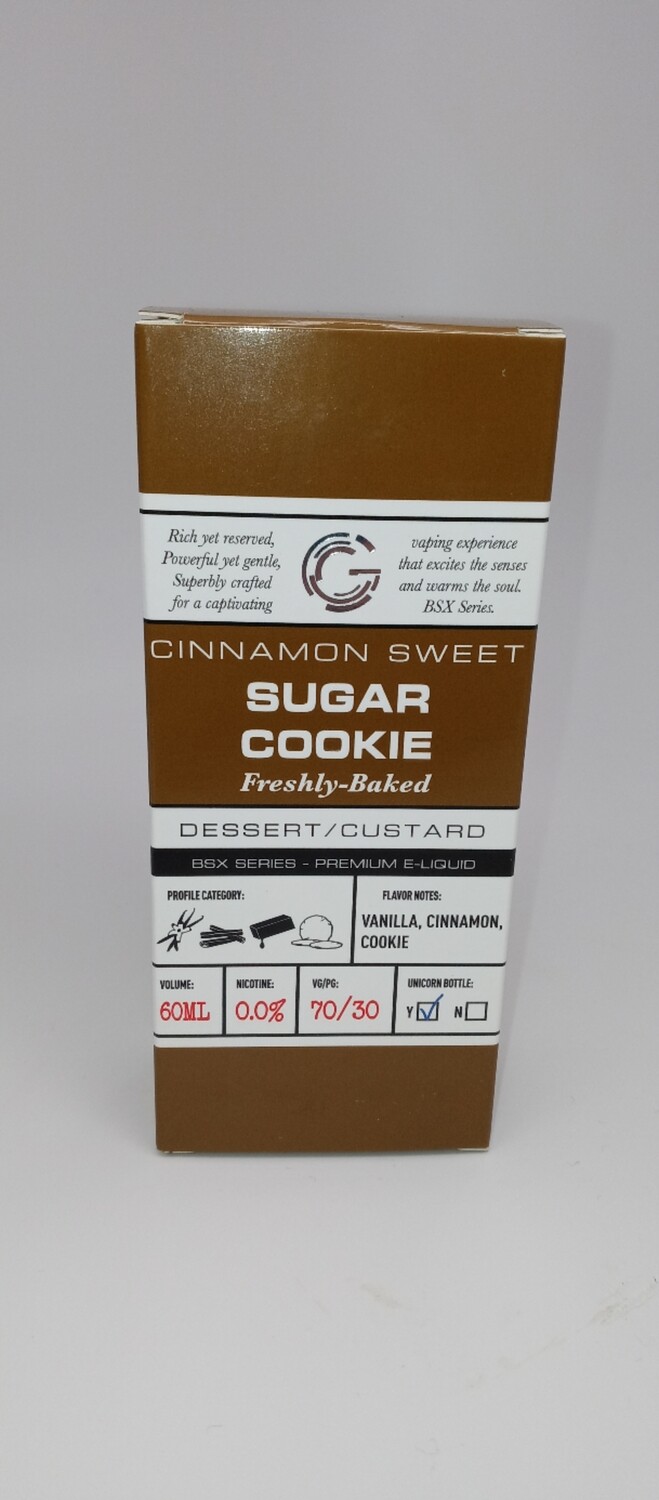 Rich yet reserved,
Powerful yet gentle,
Superbly crafted
for a captivating
vaping experience
that excites the senses
and warms the soul.
BSX Series.
CINNAMON SWEET
SUGAR
COOKIE
Freshly-Baked
DESSERT/CUSTARD
BSX SERIES - PREMIUM E-LIQUID
PROFILE CATEGORY:
FLAVOR NOTES:
VANILLA, CINNAMON,
COOKIE
VOLUME:
60ML
NICOTINE:
0.0%
VG/PG:
70/30
UNICORN BOTTLE:
Y N